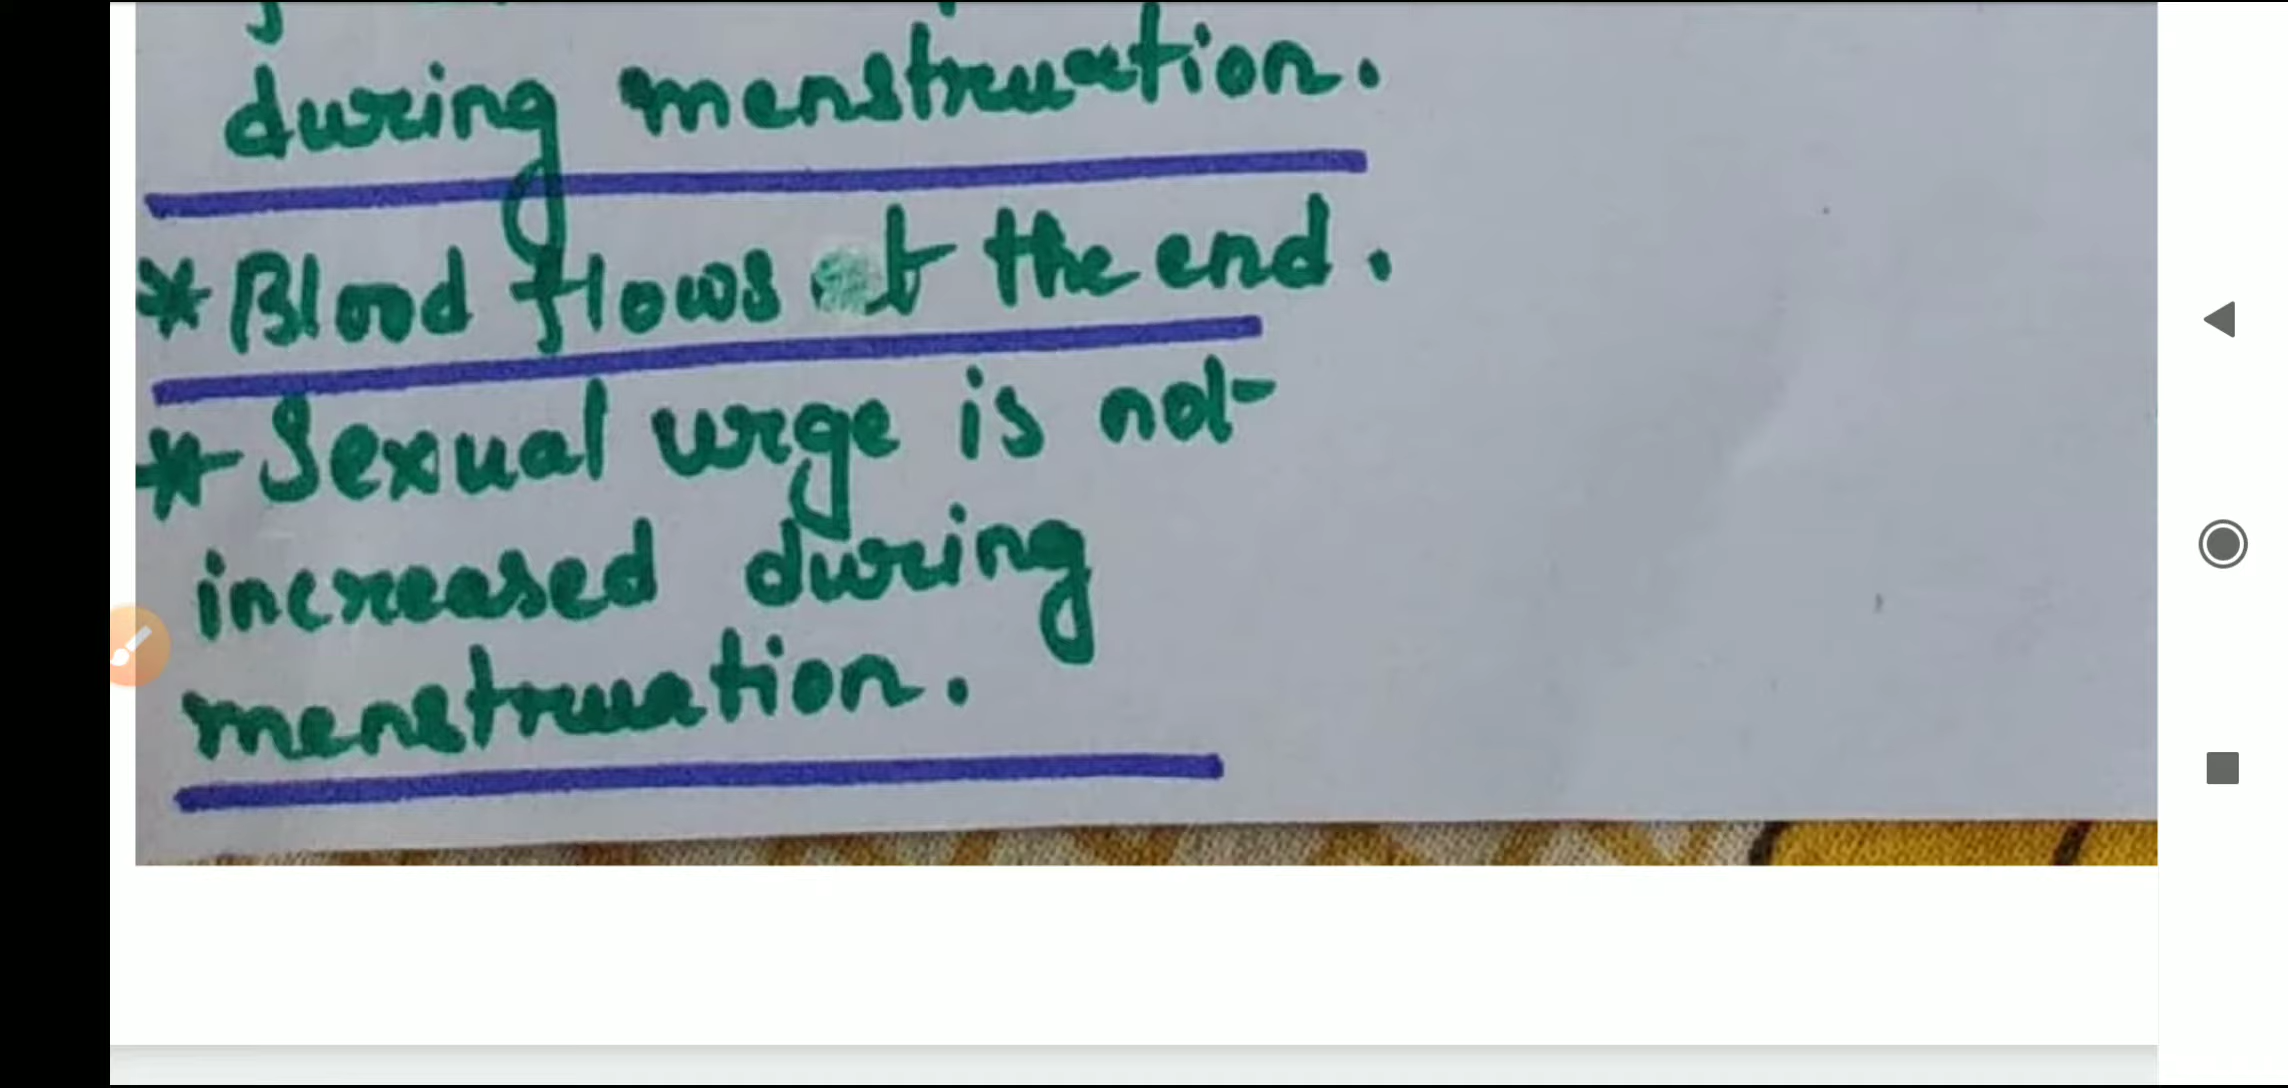 during menstruation.
* Blood flows at the end.
* Sexual urge is not
increased during
menstruation.